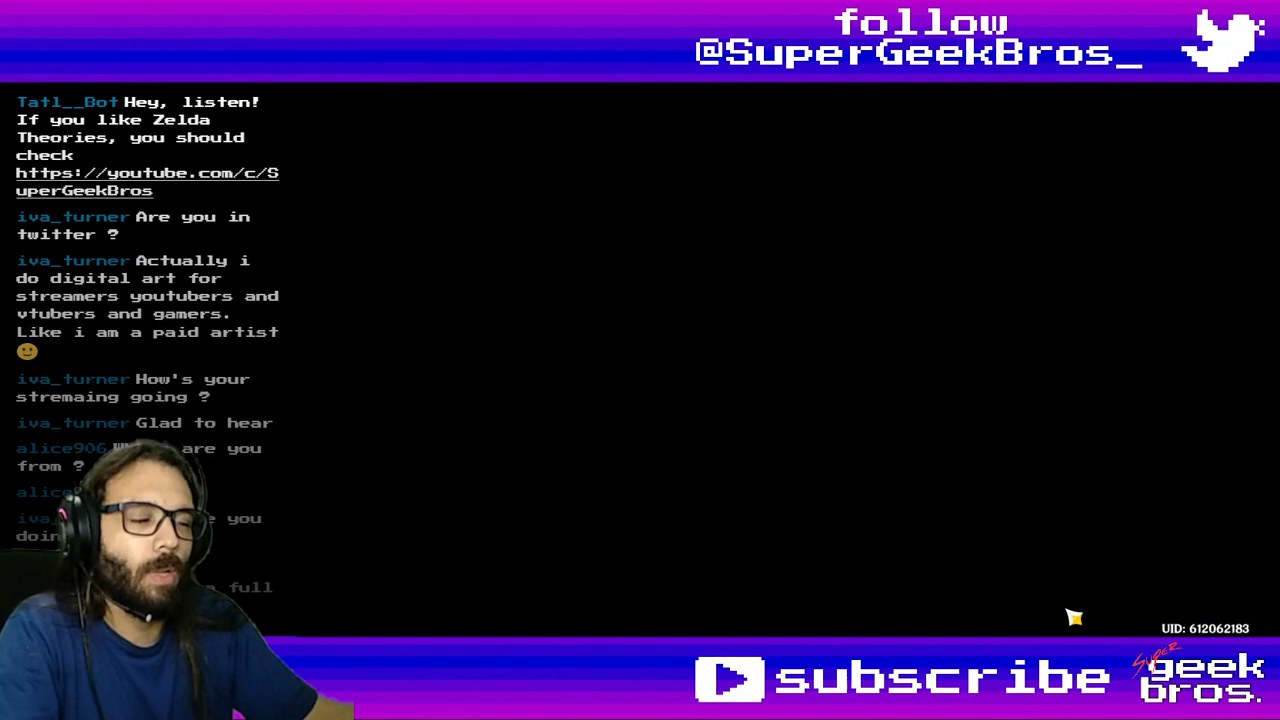 follow
@SuperGeekBros_
Tatl__Bot Hey, listen!
If you like Zelda
Theories, you should
check
https://youtube.com/c/S
uperGeekBros
iva_turner Are you in
twitter ?
iva_turner Actually i
do digital art for
streamers youtubers and
vtubers and gamers.
Like i am a paid artist
iva_turner How's your
stremaing going ?
iva_turner Glad to hear
alice906 are you
from ?
you
full
UID: 612062183
subscribe
SUPER
geek
bros.